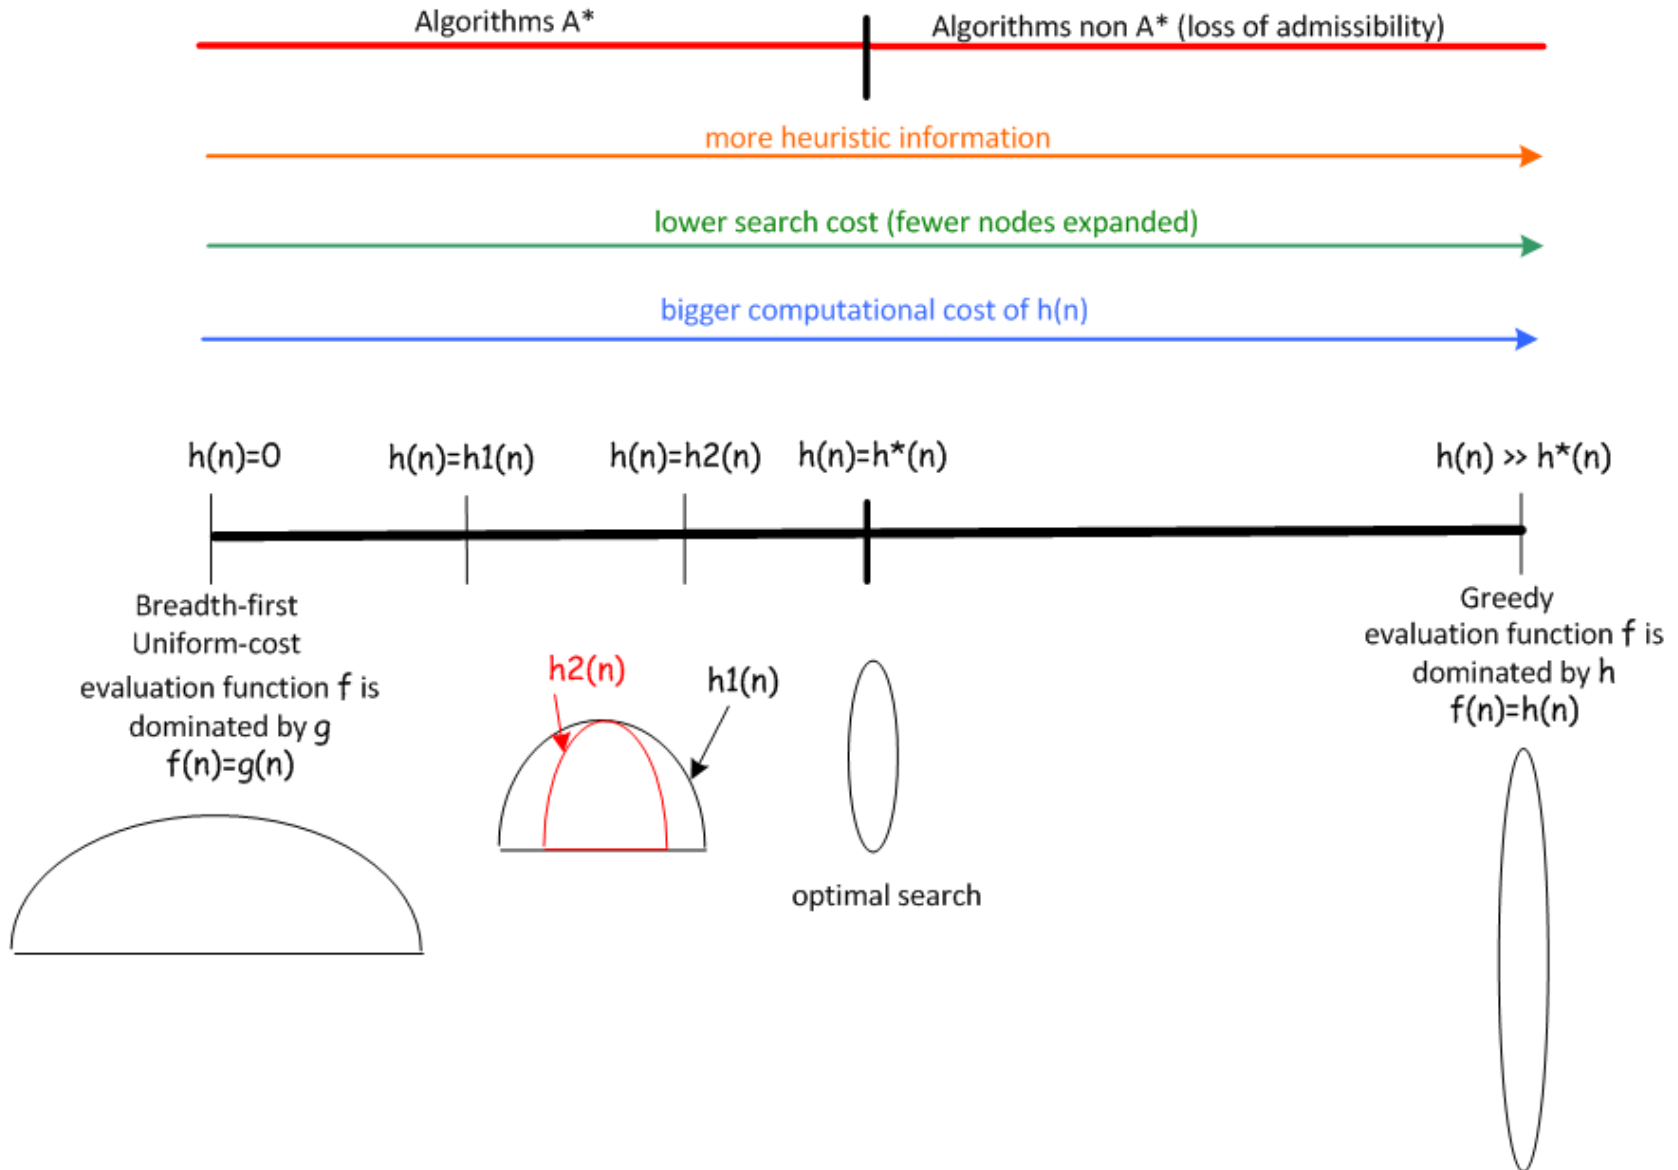 Algorithms A*
Algorithms non A* (loss of admissibility)
more heuristic information
lower search cost (fewer nodes expanded)
bigger computational cost of h(n)
h(n)=0
h(n)=h1(n)
h(n)=h2(n)
h(n)=h*(n)
h(n) >> h*(n)
Breadth-first
Uniform-cost
evaluation function f is
dominated by g
f(n)=g(n)
h2(n)
h1(n)
optimal search
Greedy
evaluation function f is
dominated by h
f(n)=h(n)